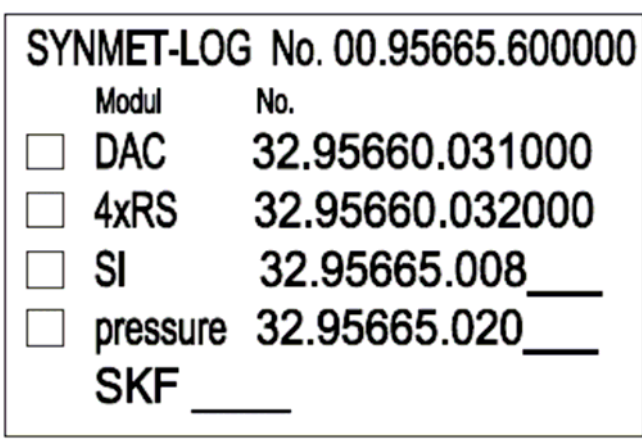 SYNMET-LOG No. 00.95665.600000
Modul No.
DAC 32.95660.031000
4xRS 32.95660.032000
SI 32.95665.008___
pressure 32.95665.020___
SKF ____